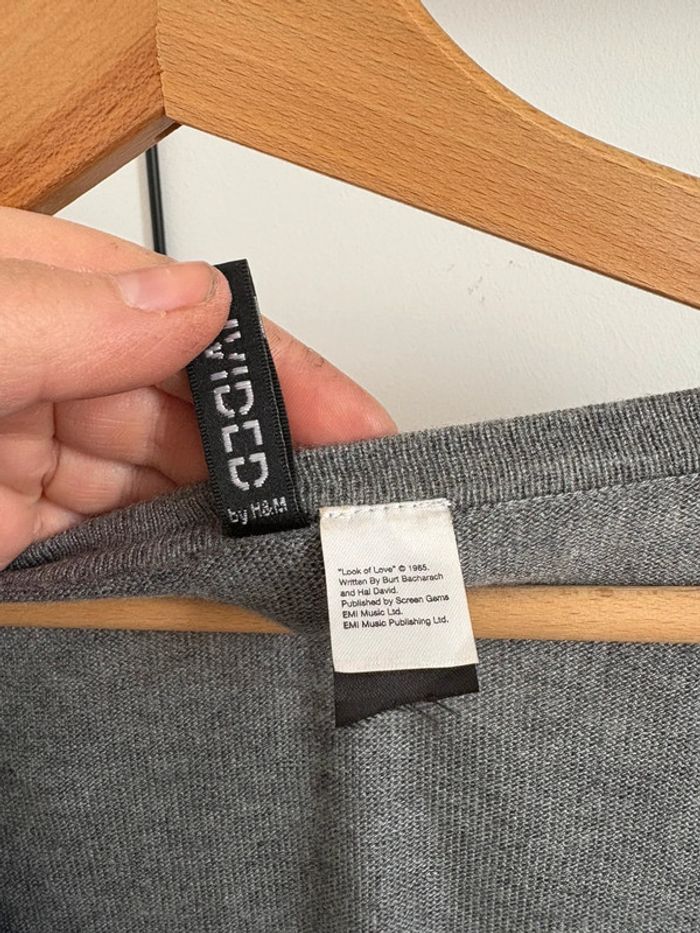 IVIDED
by H&M
"Look of Love" © 1965.
Written By Burt Bacharach
and Hal David.
Published by Screen Gems
EMI Music Ltd.
EMI Music Publishing Ltd.